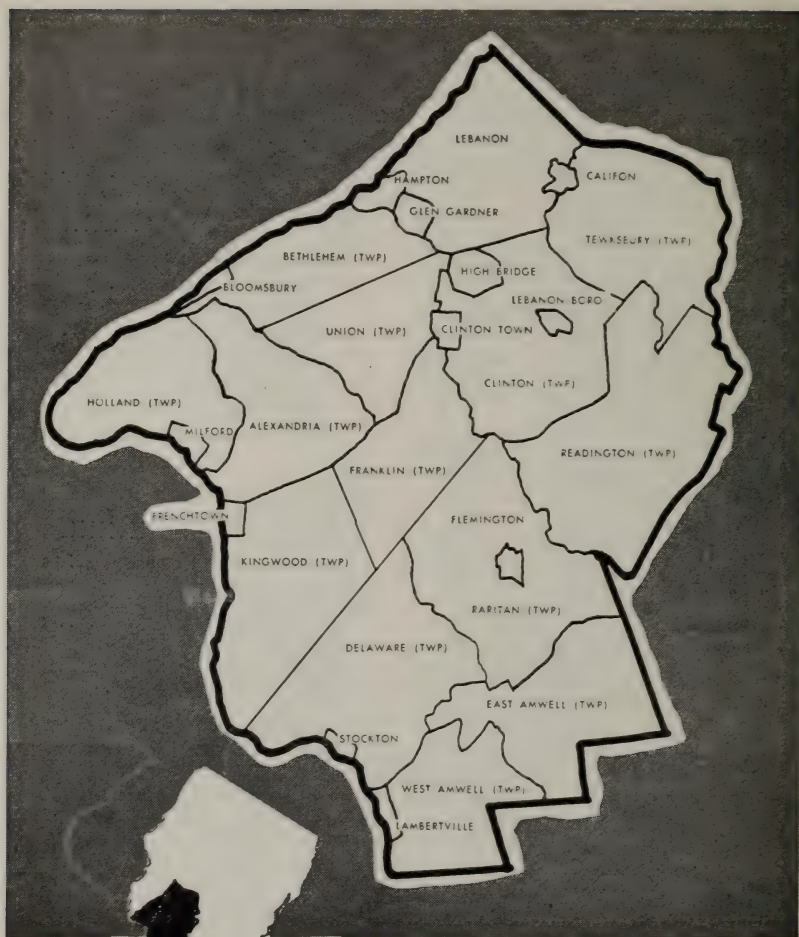 LEBANON
HAMPTON
CALIFON
GLEN GARDNER
TEWKSBURY (TWP)
BETHLEHEM (TWP)
HIGH BRIDGE
BLOOMSBURY
LEBANON BORO
UNION (TWP)
CLINTON TOWN
CLINTON (TWP)
HOLLAND (TWP)
MILFORD
ALEXANDRIA (TWP)
READINGTON (TWP)
FRANKLIN (TWP)
FRENCHTOWN
FLEMINGTON
KINGWOOD (TWP)
RARITAN (TWP)
DELAWARE (TWP)
EAST AMWELL (TWP)
STOCKTON
WEST AMWELL (TWP)
LAMBERTVILLE